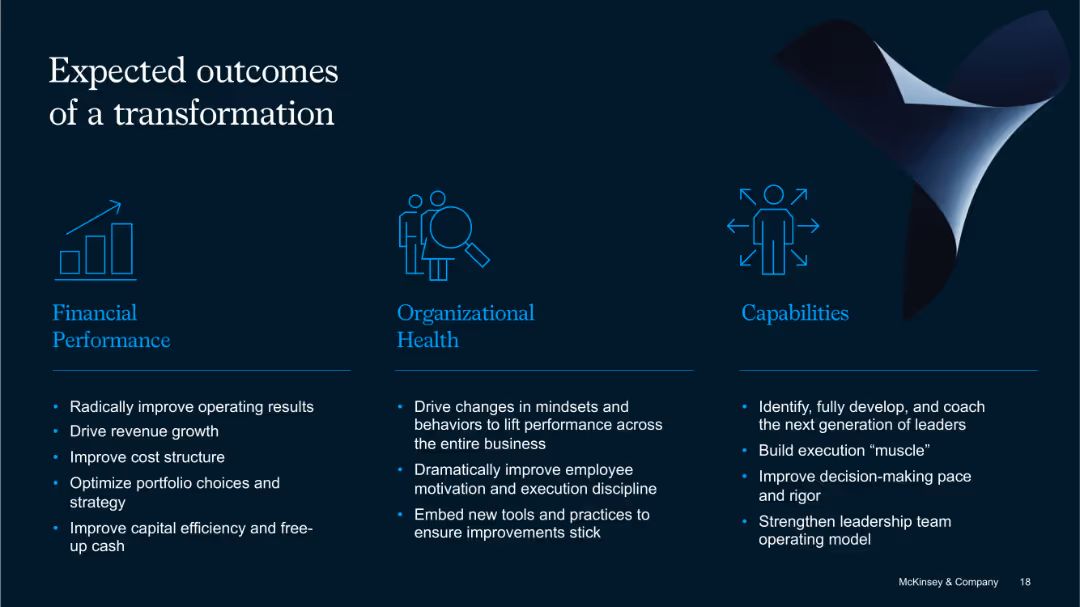 Expected outcomes
of a transformation
Financial
Performance
• Radically improve operating results
• Drive revenue growth
• Improve cost structure
• Optimize portfolio choices and
strategy
• Improve capital efficiency and free-
up cash
Organizational
Health
• Drive changes in mindsets and
behaviors to lift performance across
the entire business
• Dramatically improve employee
motivation and execution discipline
• Embed new tools and practices to
ensure improvements stick
Capabilities
• Identify, fully develop, and coach
the next generation of leaders
• Build execution “muscle”
• Improve decision-making pace
and rigor
• Strengthen leadership team
operating model
McKinsey & Company 18